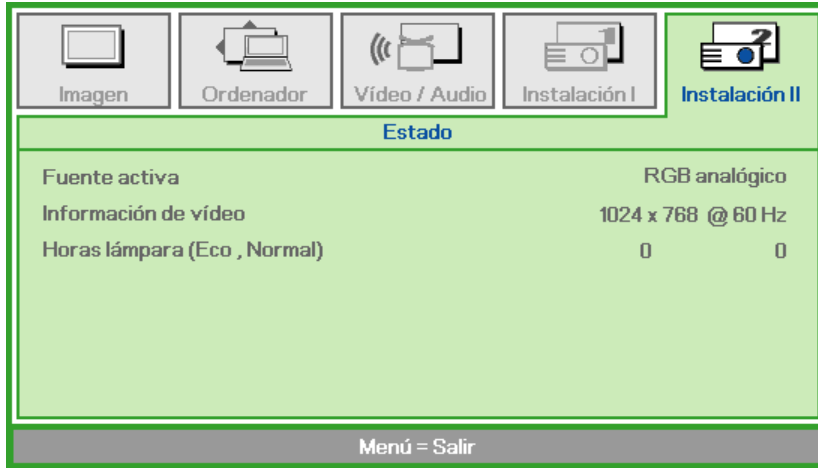 Imagen Ordenador Vídeo / Audio Instalación I Instalación II
Estado
Fuente activa RGB analógico
Información de vídeo 1024 x 768 @ 60 Hz
Horas lámpara (Eco , Normal) 0 0
Menú = Salir